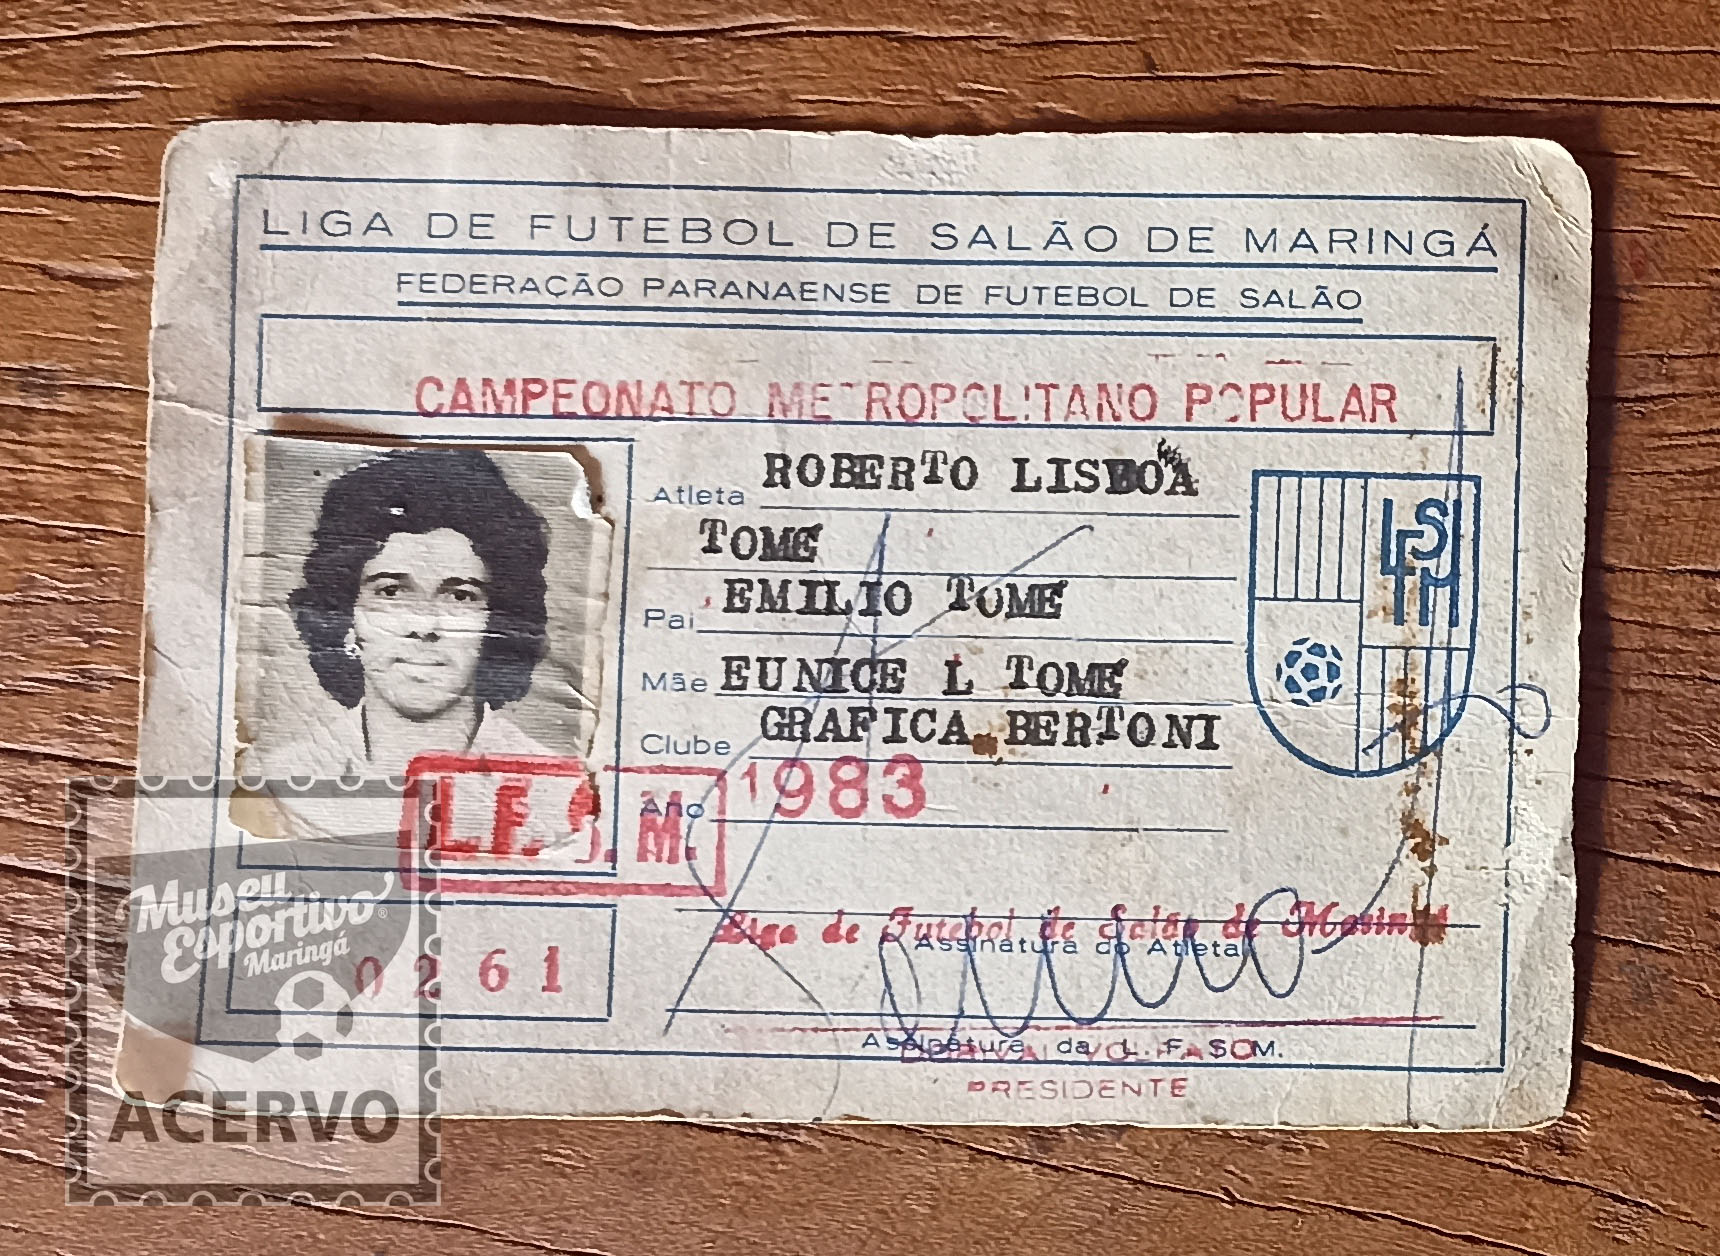 LIGA DE FUTEBOL DE SALÃO DE MARINGÁ
FEDERAÇÃO PARANAENSE DE FUTEBOL DE SALÃO
CAMPEONATO METROPOLITANO POPULAR
Atleta ROBERTO LISBOA
TOME
Pai EMILIO TOME
Mãe EUNICE L TOME
Clube GRAFICA BERTONI
Ano 1983
L.F.S.M.
LFSM
0261
Liga de Futebol de Salão de Maringá
Assinatura do Atleta
Assinatura da L. F. S. M.
PRESIDENTE
Museu
Esportivo®
Maringá
ACERVO